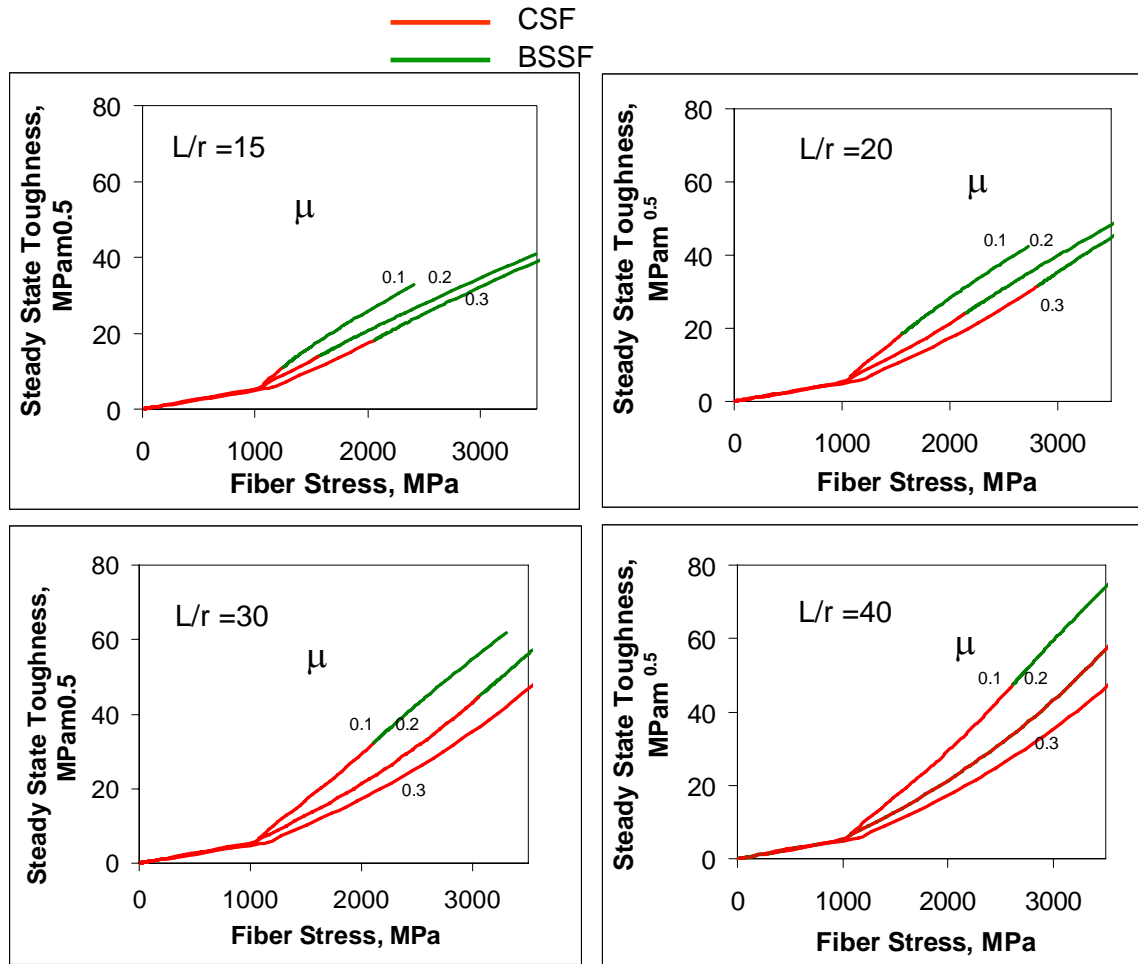 CSF
BSSF
Steady State Toughness,
MPam0.5
80
60
40
20
0
L/r =15
μ
0.1
0.2
0.3
0
1000
2000
3000
Fiber Stress, MPa
Steady State Toughness,
MPam 0.5
80
60
40
20
0
L/r =20
μ
0.1
0.2
0.3
0
1000
2000
3000
Fiber Stress, MPa
Steady State Toughness,
MPam0.5
80
60
40
20
0
L/r =30
μ
0.1
0.2
0.3
0
1000
2000
3000
Fiber Stress, MPa
Steady State Toughness,
MPam 0.5
80
60
40
20
0
L/r =40
μ
0.1
0.2
0.3
0
1000
2000
3000
Fiber Stress, MPa